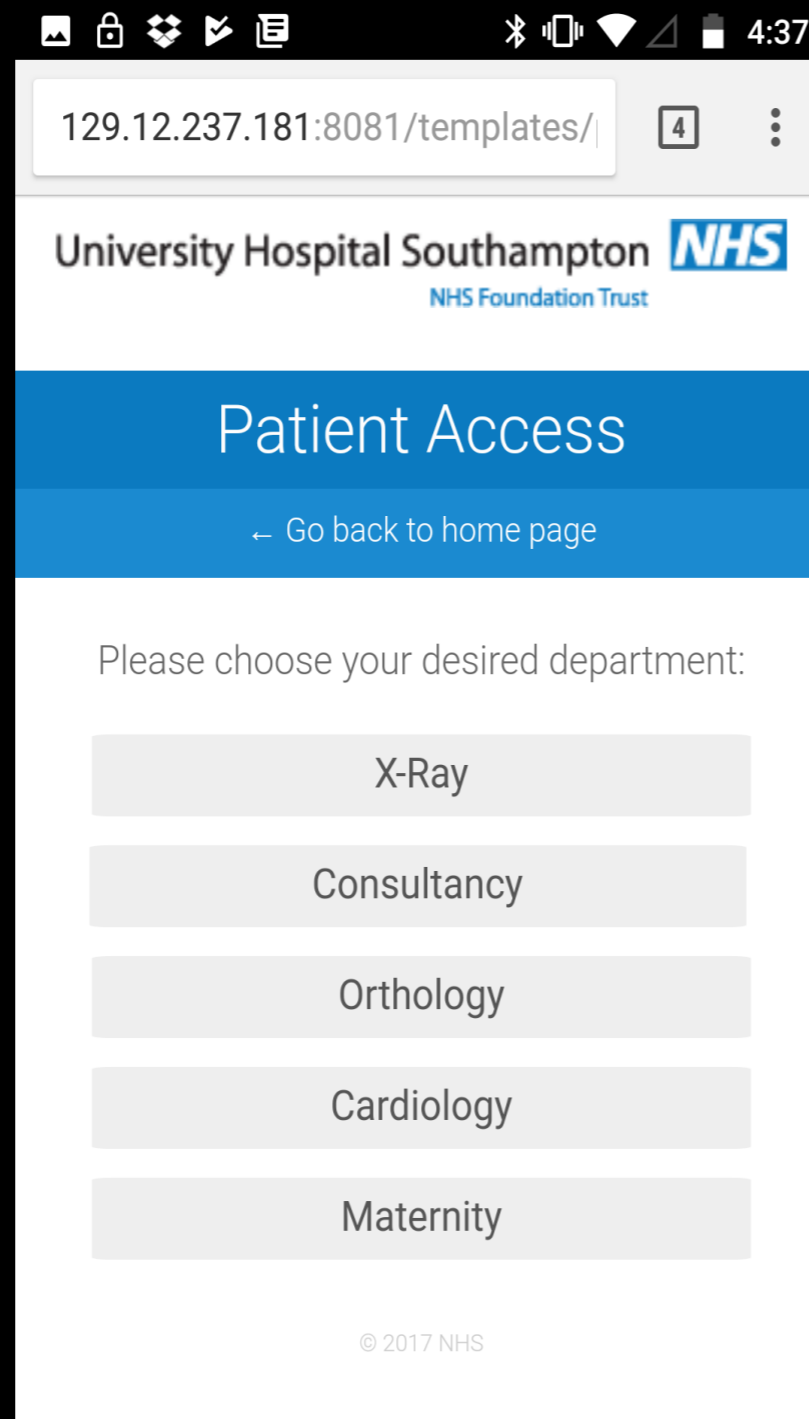 4:37
129.12.237.181:8081/templates/
4
University Hospital Southampton NHS
NHS Foundation Trust
Patient Access
← Go back to home page
Please choose your desired department:
X-Ray
Consultancy
Orthology
Cardiology
Maternity
© 2017 NHS